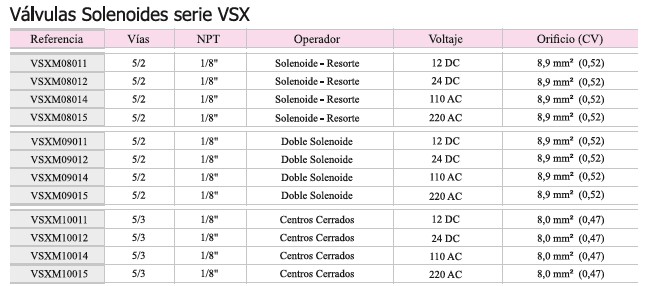 Válvulas Solenoides serie VSX
Referencia Vías NPT Operador Voltaje Orificio (CV)
VSXM08011 5/2 1/8" Solenoide - Resorte 12 DC 8,9 mm² (0,52)
VSXM08012 5/2 1/8" Solenoide - Resorte 24 DC 8,9 mm² (0,52)
VSXM08014 5/2 1/8" Solenoide - Resorte 110 AC 8,9 mm² (0,52)
VSXM08015 5/2 1/8" Solenoide - Resorte 220 AC 8,9 mm² (0,52)
VSXM09011 5/2 1/8" Doble Solenoide 12 DC 8,9 mm² (0,52)
VSXM09012 5/2 1/8" Doble Solenoide 24 DC 8,9 mm² (0,52)
VSXM09014 5/2 1/8" Doble Solenoide 110 AC 8,9 mm² (0,52)
VSXM09015 5/2 1/8" Doble Solenoide 220 AC 8,9 mm² (0,52)
VSXM10011 5/3 1/8" Centros Cerrados 12 DC 8,0 mm² (0,47)
VSXM10012 5/3 1/8" Centros Cerrados 24 DC 8,0 mm² (0,47)
VSXM10014 5/3 1/8" Centros Cerrados 110 AC 8,0 mm² (0,47)
VSXM10015 5/3 1/8" Centros Cerrados 220 AC 8,0 mm² (0,47)